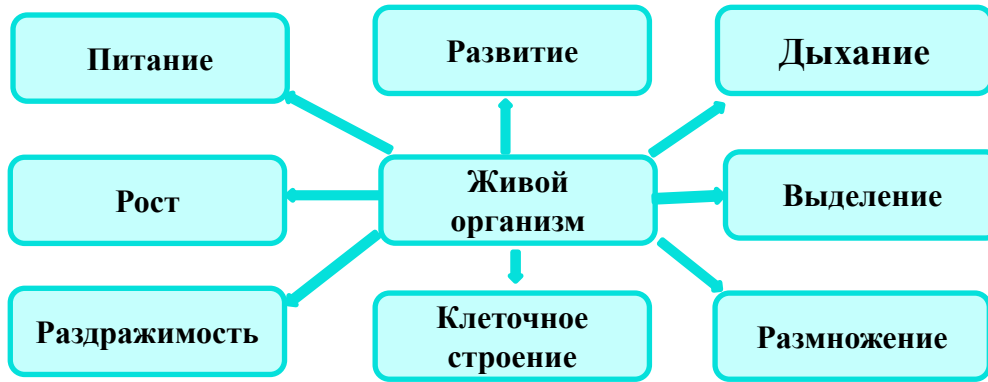 Питание
Развитие
Дыхание
Рост
Живой
организм
Выделение
Раздражимость
Клеточное
строение
Размножение